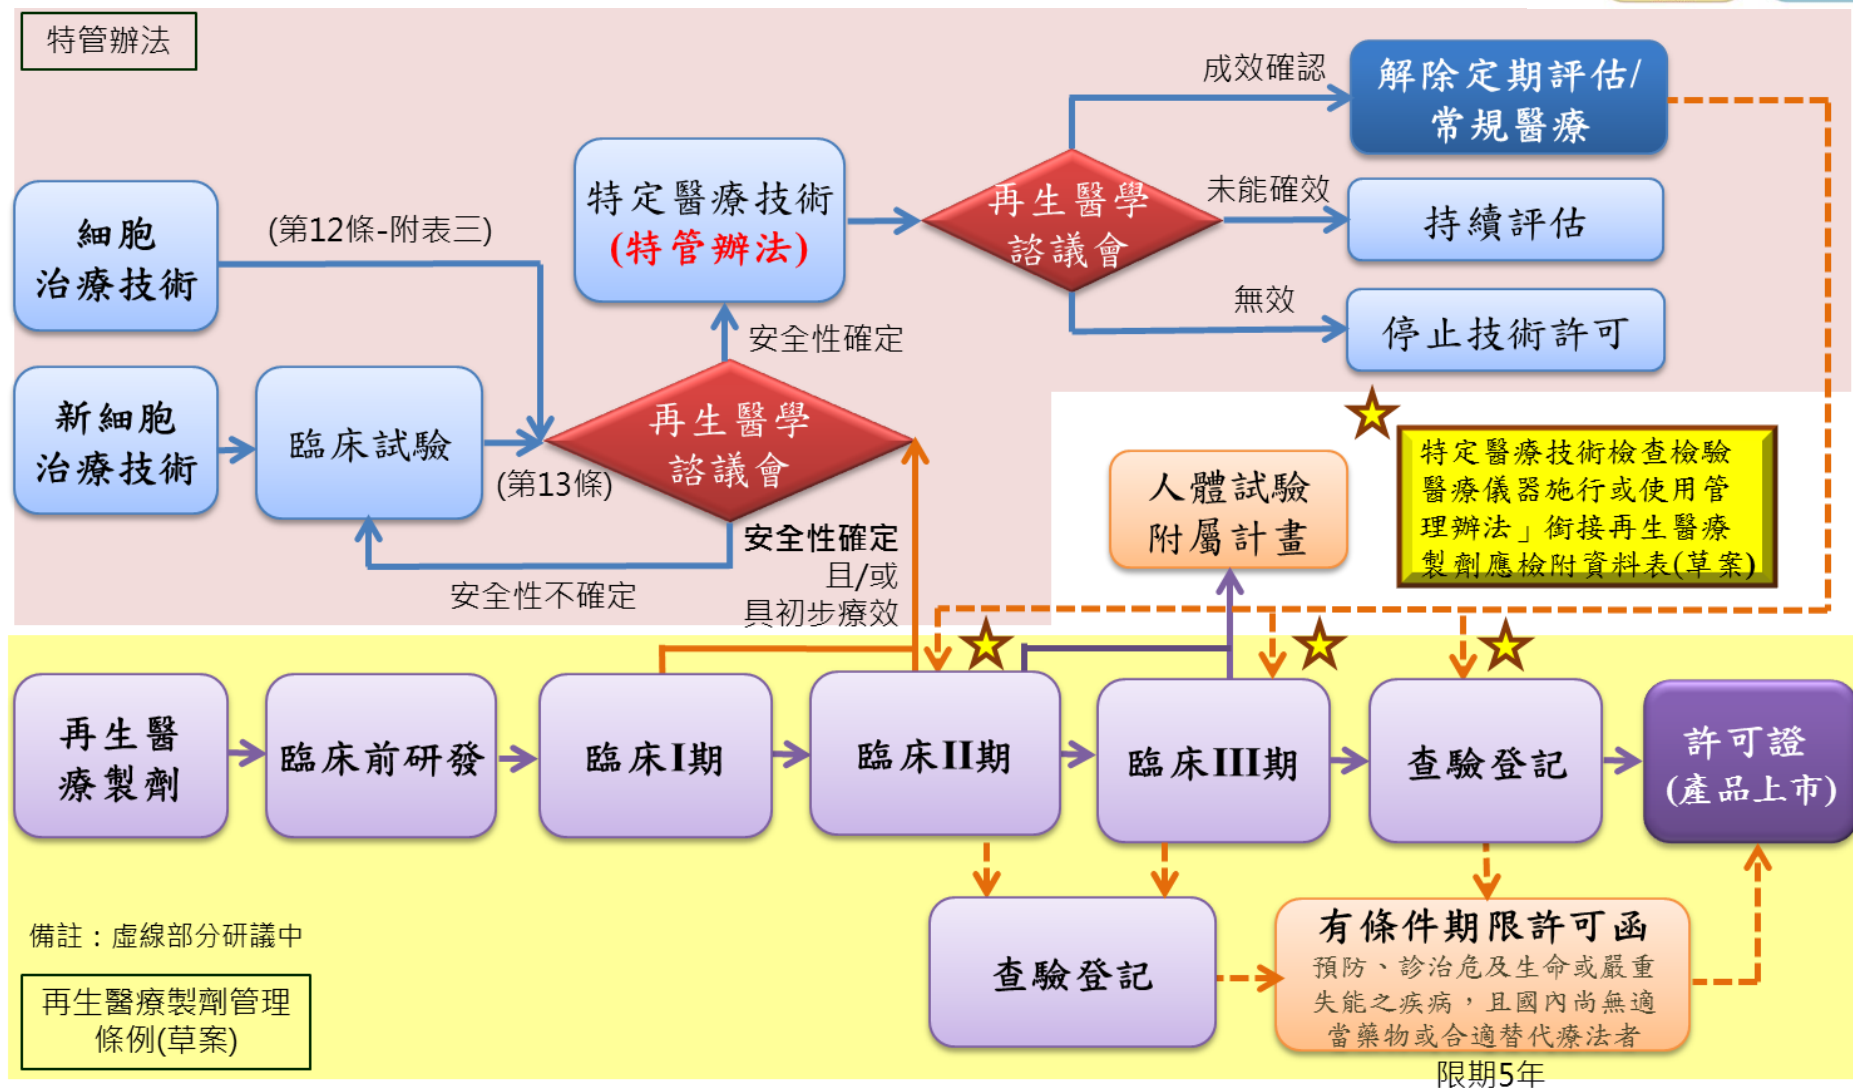 特管辦法
成效確認
解除定期評估/
常規醫療
特定醫療技術
(特管辦法)
再生醫學
諮議會
未能確效
持續評估
細胞
治療技術
(第12條-附表三)
無效
停止技術許可
安全性確定
新細胞
治療技術
臨床試驗
(第13條)
再生醫學
諮議會
安全性不確定
安全性確定
且/或
具初步療效
人體試驗
附屬計畫
特定醫療技術檢查檢驗
醫療儀器施行或使用管
理辦法」銜接再生醫療
製劑應檢附資料表(草案)
再生醫
療製劑
臨床前研發
臨床I期
臨床II期
臨床III期
查驗登記
許可證
(產品上市)
備註：虛線部分研議中
再生醫療製劑管理
條例(草案)
查驗登記
有條件期限許可函
預防、診治危及生命或嚴重
失能之疾病，且國內尚無適
當藥物或合適替代療法者
限期5年